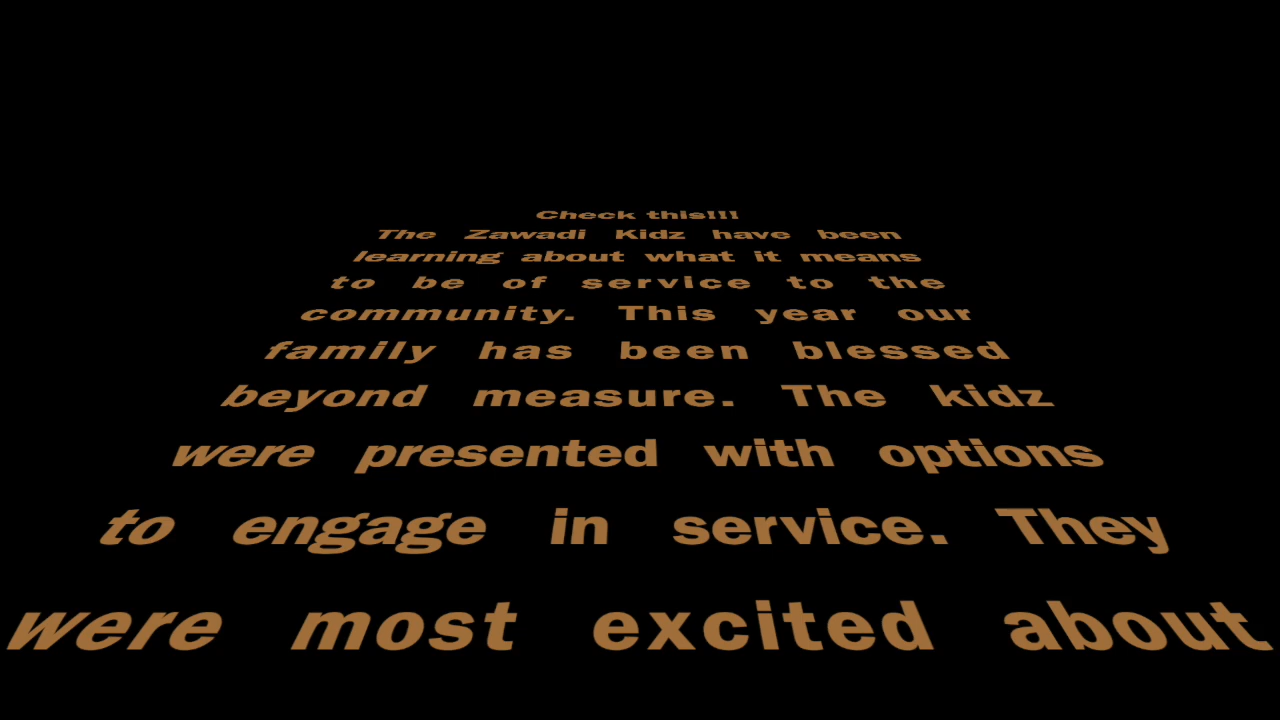 Check this!!!
The Zawadi Kidz have been
learning about what it means
to be of service to the
community. This year our
family has been blessed
beyond measure. The kidz
were presented with options
to engage in service. They
were most excited about